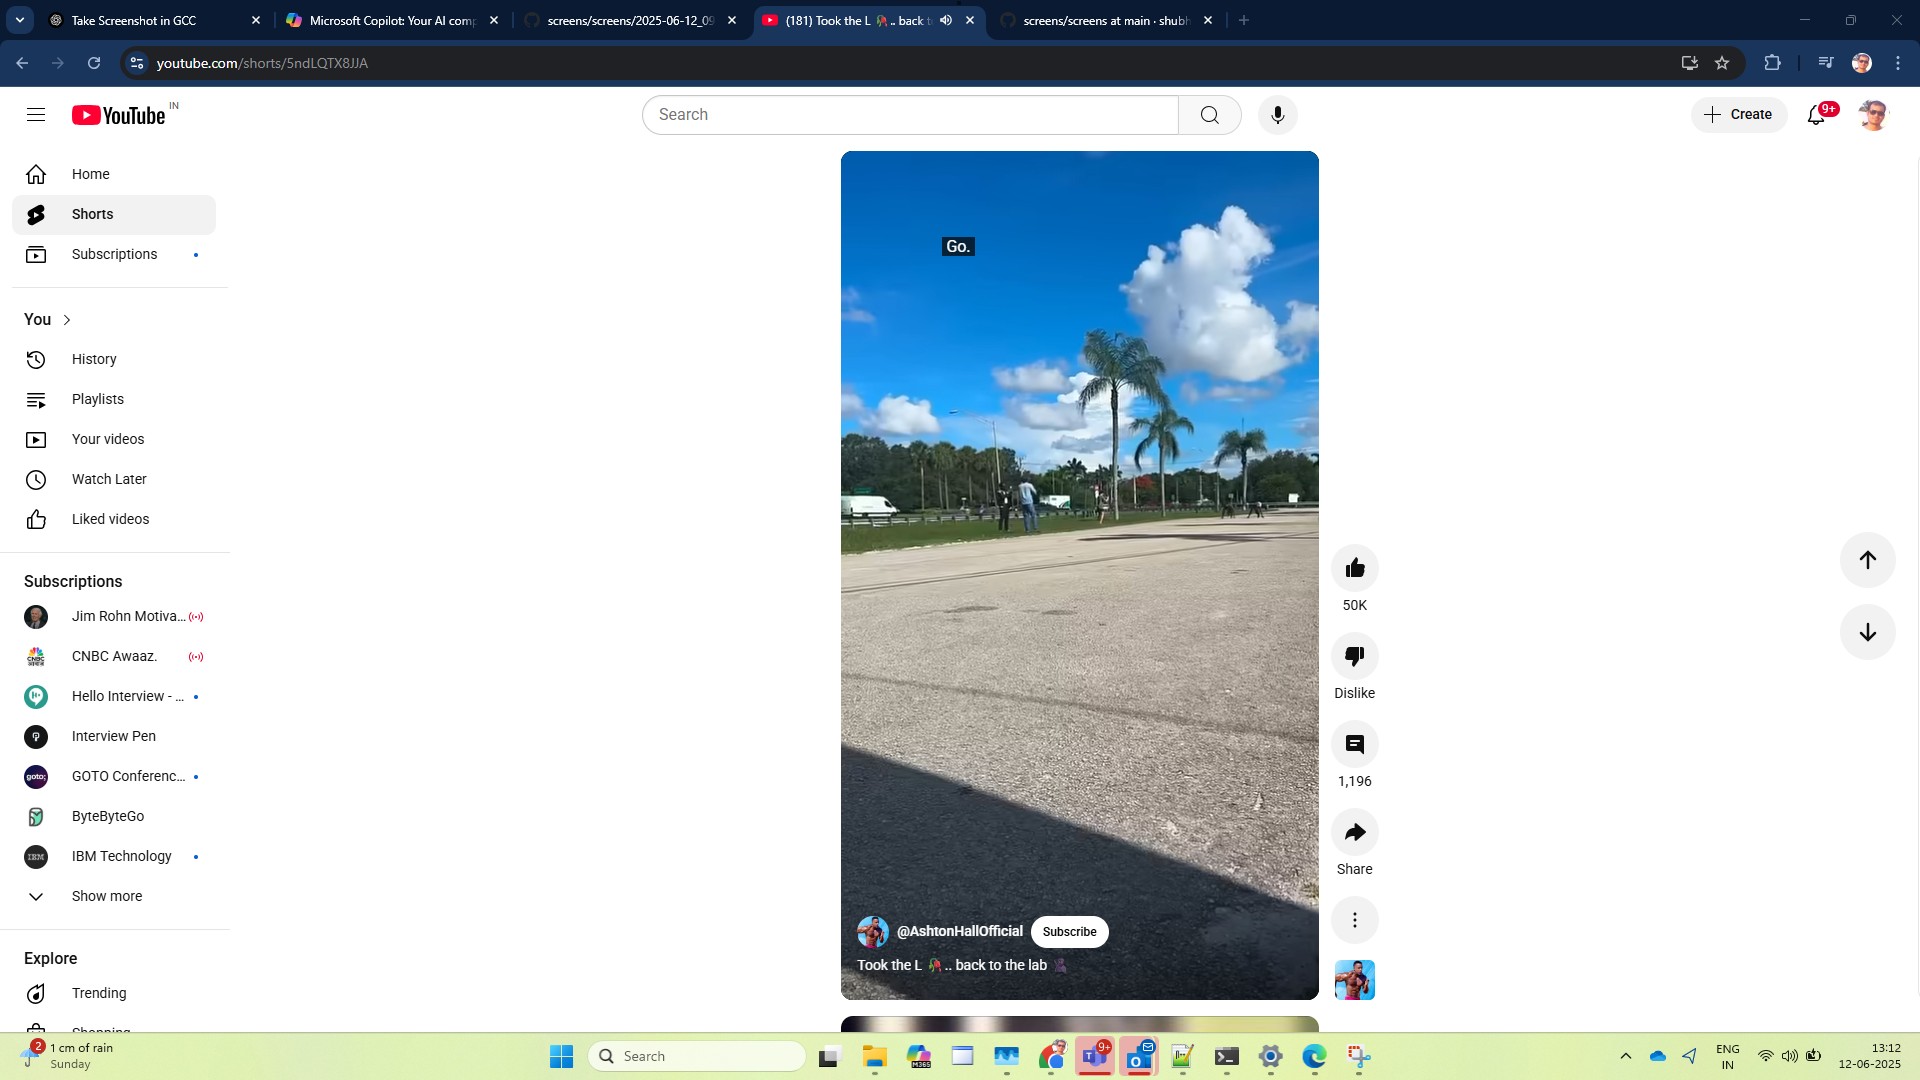 Take Screenshot in GCC
Microsoft Copilot: Your AI comp
screens/screens/2025-06-12_09
(181) Took the L 🥀.. back t
screens/screens at main · shubh
youtube.com/shorts/5ndLQTX8JJA
YouTube IN
Search
Create
9+
Home
Shorts
Subscriptions
You
History
Playlists
Your videos
Watch Later
Liked videos
Subscriptions
Jim Rohn Motiva...
CNBC Awaaz.
Hello Interview - ...
Interview Pen
GOTO Conferenc...
ByteByteGo
IBM Technology
Show more
Explore
Trending
Shopping
Go.
@AshtonHallOfficial
Subscribe
Took the L 🥀.. back to the lab
50K
Dislike
1,196
Share
2
1 cm of rain
Sunday
Search
M365
9+
ENG
IN
13:12
12-06-2025